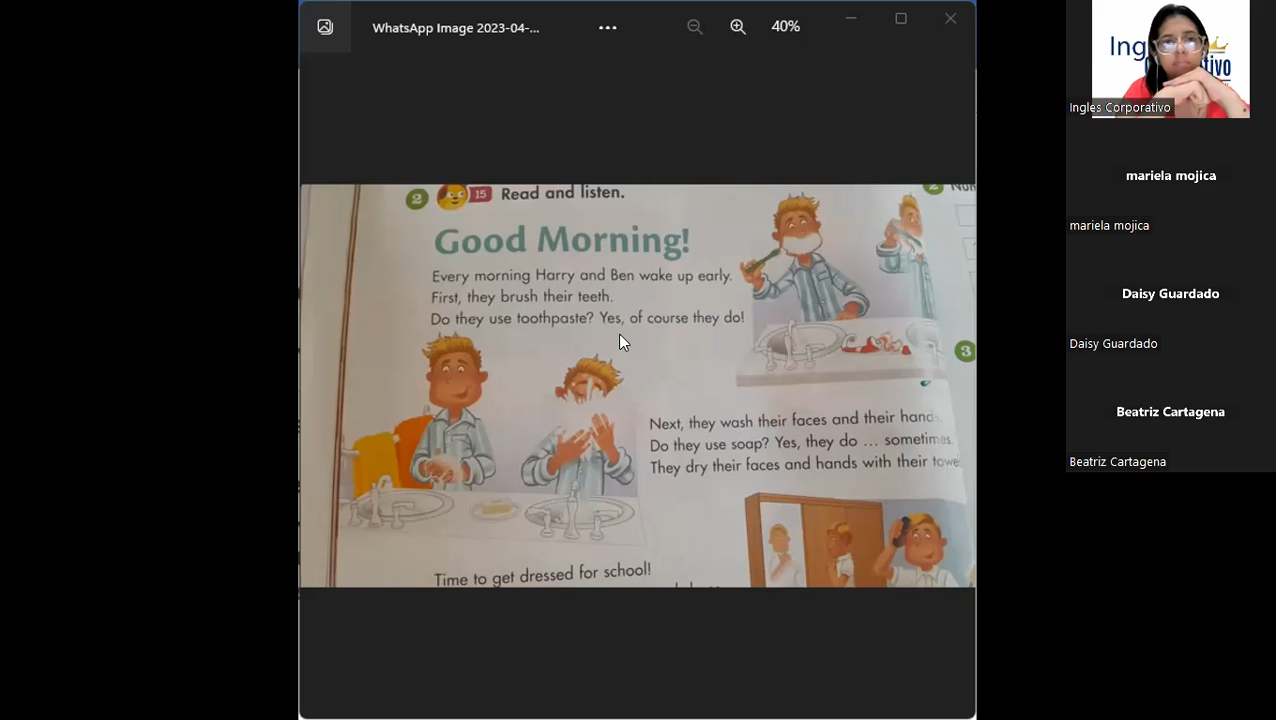 WhatsApp Image 2023-04-...
40%
2 15 Read and listen.
Good Morning!
Every morning Harry and Ben wake up early.
First, they brush their teeth.
Do they use toothpaste? Yes, of course they do!
2
3
Next, they wash their faces and their hands
Do they use soap? Yes, they do ... sometimes.
They dry their faces and hands with their
Time to get dressed for school!
Ingles Corporativo
mariela mojica
mariela mojica
Daisy Guardado
Daisy Guardado
Beatriz Cartagena
Beatriz Cartagena